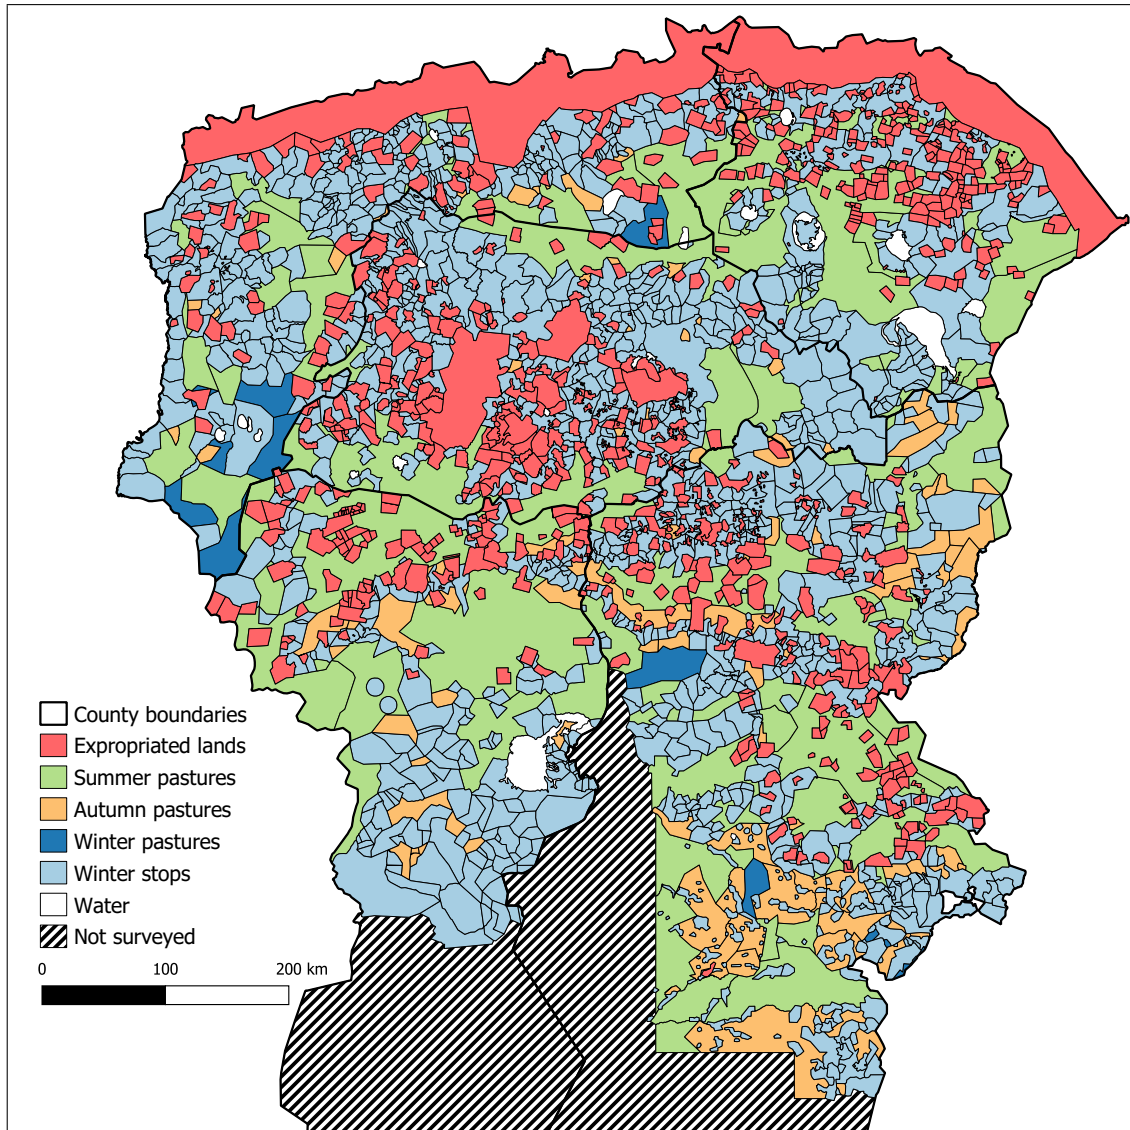 County boundaries
Expropriated lands
Summer pastures
Autumn pastures
Winter pastures
Winter stops
Water
Not surveyed
0 100 200 km